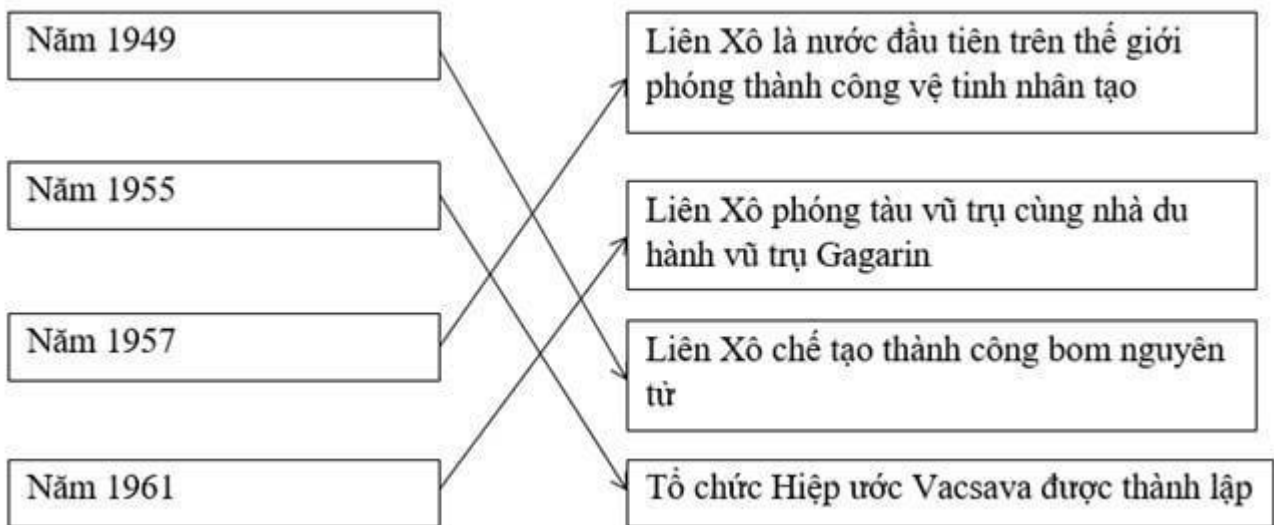 Năm 1949
Năm 1955
Năm 1957
Năm 1961
Liên Xô là nước đầu tiên trên thế giới
phóng thành công vệ tinh nhân tạo
Liên Xô phóng tàu vũ trụ cùng nhà du
hành vũ trụ Gagarin
Liên Xô chế tạo thành công bom nguyên
tử
Tổ chức Hiệp ước Vacsava được thành lập